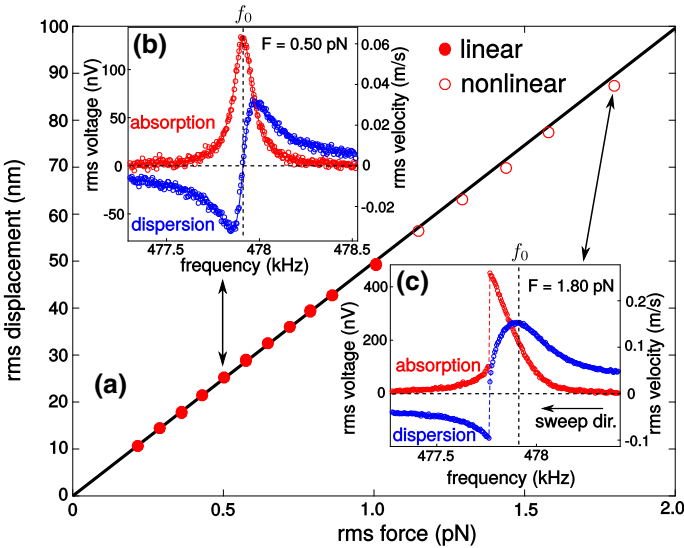 f₀
100
(b)
F = 0.50 pN
linear
nonlinear
90
80
70
60
50
40
30
20
10
0
rms displacement (nm)
100
50
0
-50
rms voltage (nV)
0.06
0.04
0.02
0
-0.02
rms velocity (m/s)
absorption
dispersion
477.5
478
478.5
frequency (kHz)
f₀
(c)
F = 1.80 pN
400
200
0
rms voltage (nV)
0.2
0.1
0
-0.1
rms velocity (m/s)
absorption
dispersion
sweep dir.
477.5
478
frequency (kHz)
(a)
0
0.5
1.0
1.5
2.0
rms force (pN)